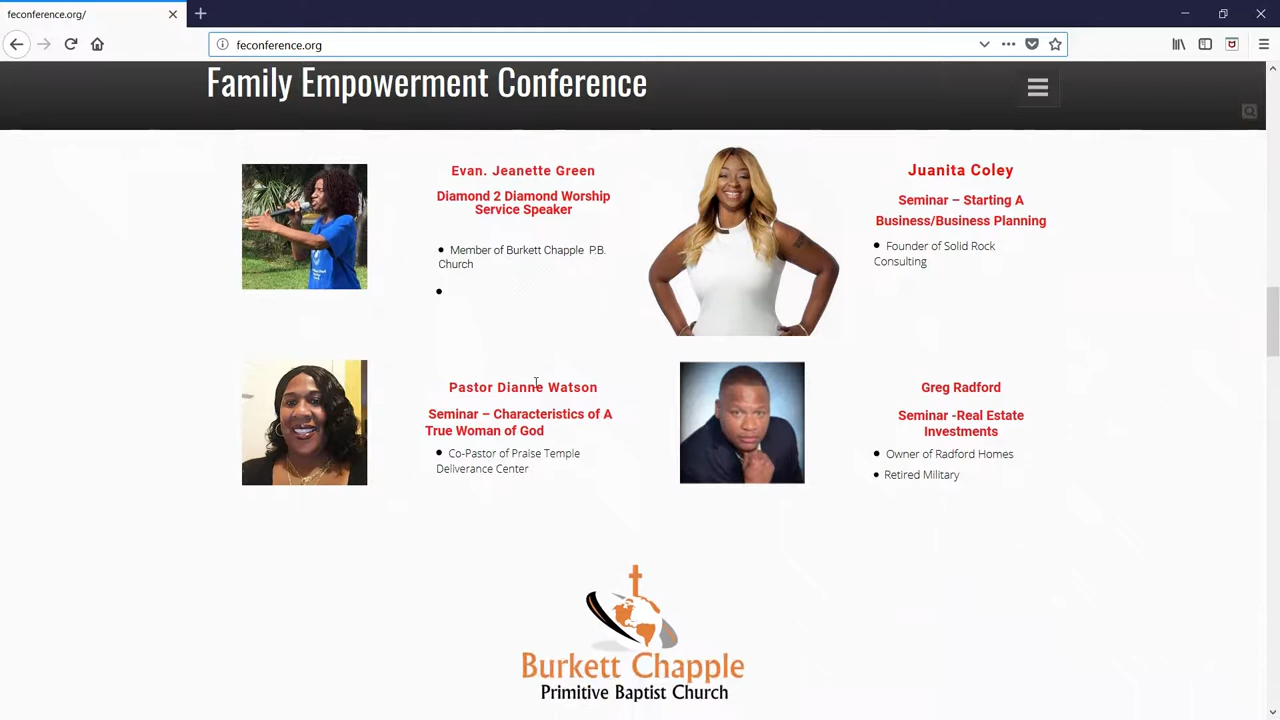 feconference.org/
feconference.org
Family Empowerment Conference
Evan. Jeanette Green
Diamond 2 Diamond Worship
Service Speaker
• Member of Burkett Chapple P.B.
Church
•
Juanita Coley
Seminar – Starting A
Business/Business Planning
• Founder of Solid Rock
Consulting
Pastor Dianne Watson
Seminar – Characteristics of A
True Woman of God
• Co-Pastor of Praise Temple
Deliverance Center
Greg Radford
Seminar -Real Estate
Investments
• Owner of Radford Homes
• Retired Military
Burkett Chapple
Primitive Baptist Church